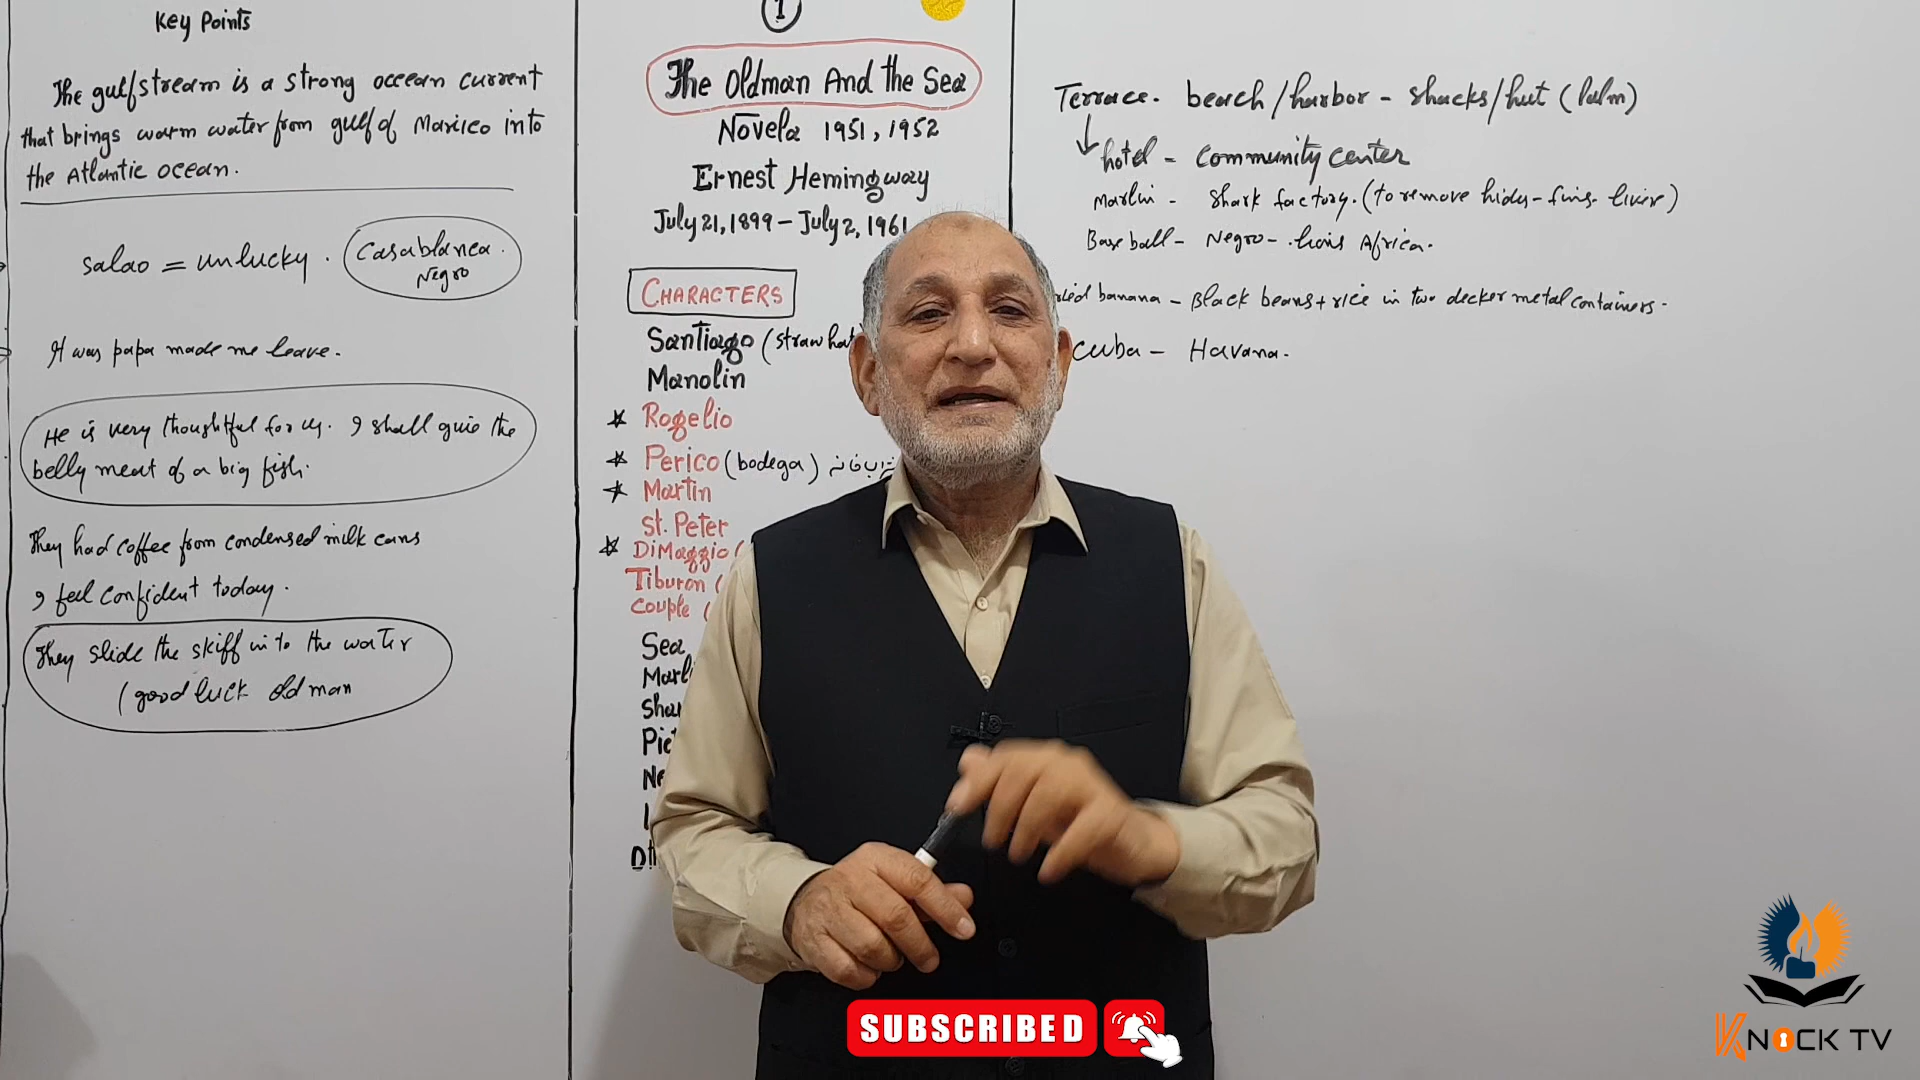 Key Points
The gulfstream is a strong occean current
that brings warm water from gulf of Maxico into
the Atlantic ocean.
salao = unlucky.
Casablanca.
Negro
It was papa made me leave.
He is very thoughtful for us. I shall give the
belly meat of a big fish.
They had coffee from condensed milk cans
I feel confident today.
They slide the skiff in to the water
(good luck old man
1
The Oldman And the Sea
Novela 1951, 1952
Ernest Hemingway
July 21, 1899 - July 2, 1961
CHARACTERS
Santiago (straw hat
Manolin
Rogelio
Perico (bodega)
Martin
St. Peter
DiMaggio (
Tiburon (
Couple (
Sea
Terrace. beach/harbor - shacks/hut (palm)
hotel - Community center
Marlin - shark factory. (to remove hides - fins - liver)
Base ball - Negro - lions Africa.
banana - Black beans + rice in two decker metal containers.
Cuba - Havana.
SUBSCRIBED
KNOCK TV